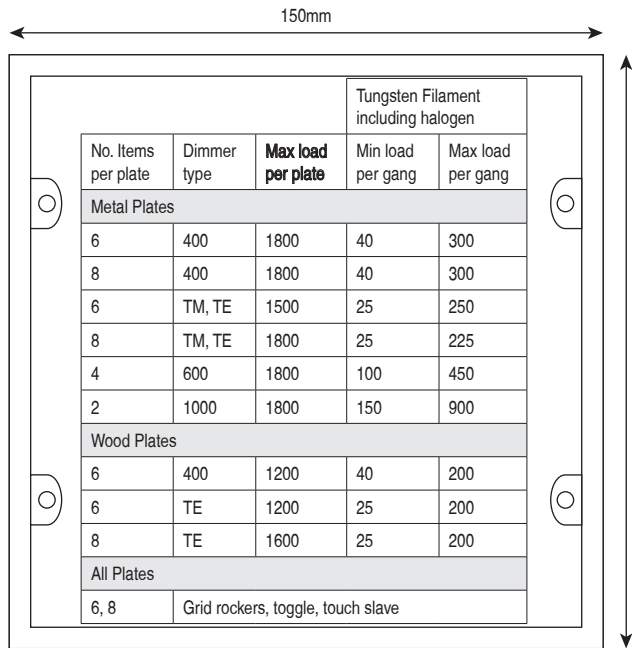 150mm
Tungsten Filament
including halogen
No. Items per plate Dimmer type Max load per plate Min load per gang Max load per gang
Metal Plates
6 400 1800 40 300
8 400 1800 40 300
6 TM, TE 1500 25 250
8 TM, TE 1800 25 225
4 600 1800 100 450
2 1000 1800 150 900
Wood Plates
6 400 1200 40 200
6 TE 1200 25 200
8 TE 1600 25 200
All Plates
6, 8 Grid rockers, toggle, touch slave